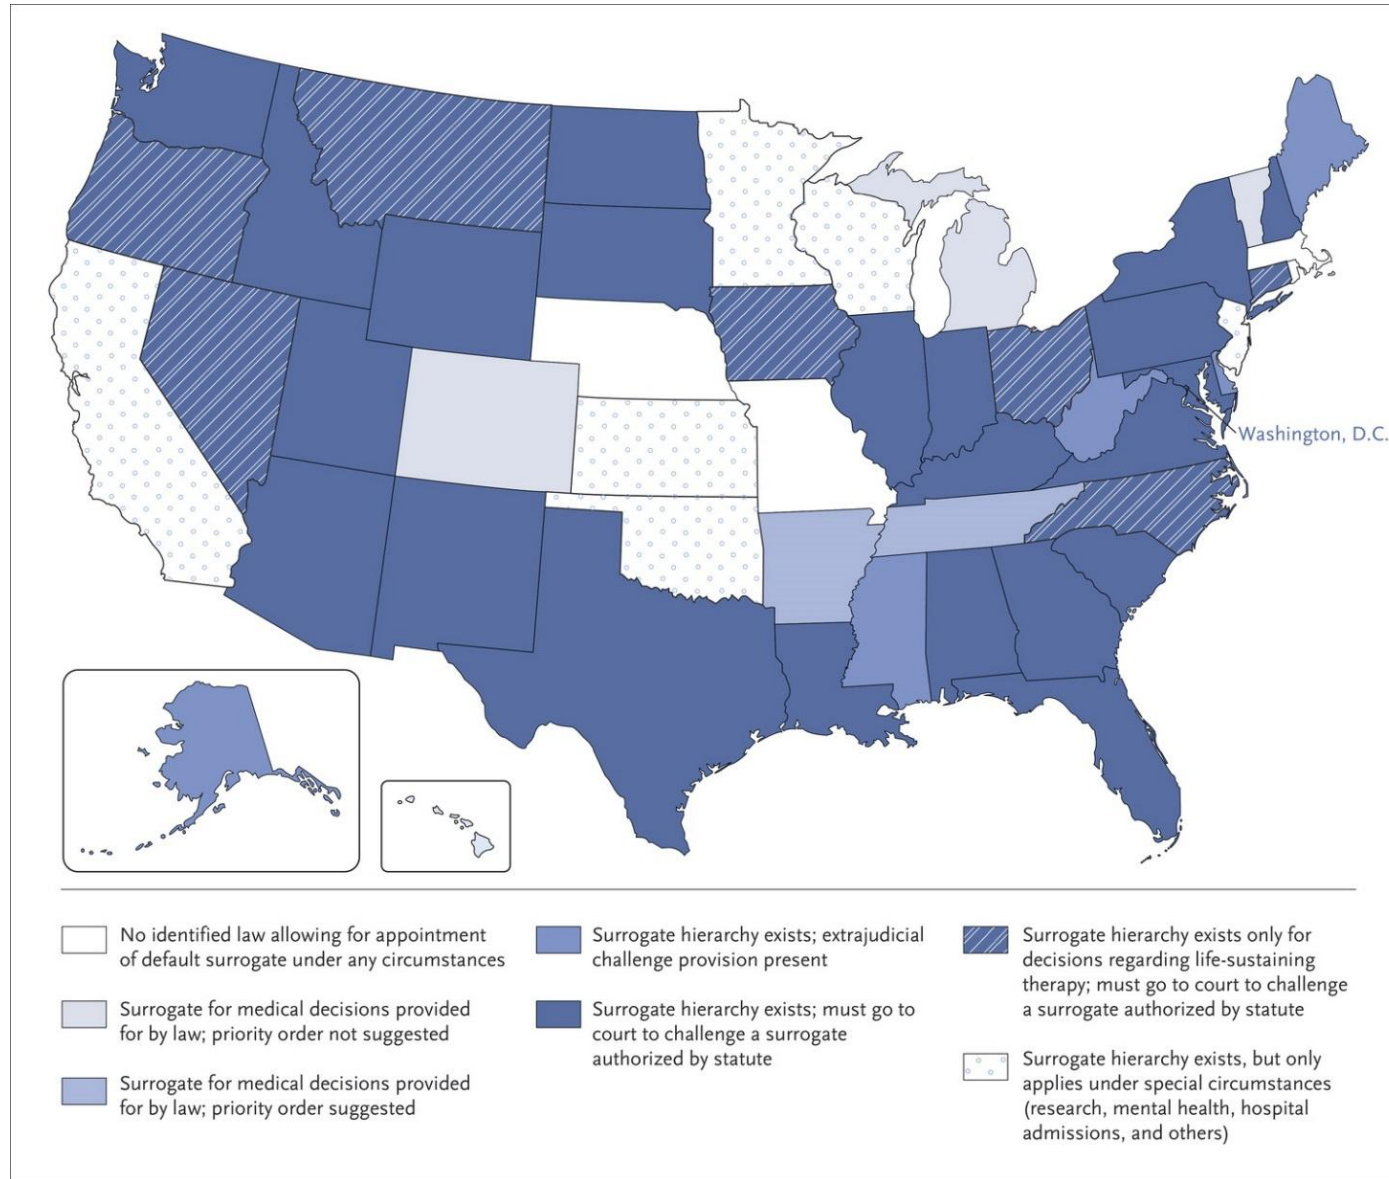 Washington, D.C.
No identified law allowing for appointment
of default surrogate under any circumstances
Surrogate for medical decisions provided
for by law; priority order not suggested
Surrogate for medical decisions provided
for by law; priority order suggested
Surrogate hierarchy exists; extrajudicial
challenge provision present
Surrogate hierarchy exists; must go to
court to challenge a surrogate
authorized by statute
Surrogate hierarchy exists only for
decisions regarding life-sustaining
therapy; must go to court to challenge
a surrogate authorized by statute
Surrogate hierarchy exists, but only
applies under special circumstances
(research, mental health, hospital
admissions, and others)